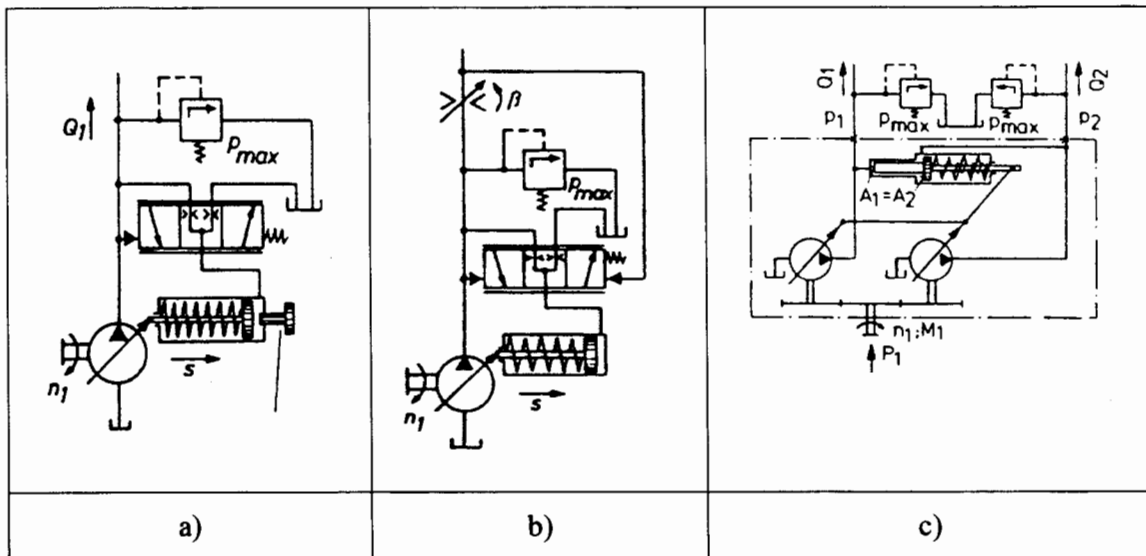 Q1
pmax
n1
s
a)
β
pmax
n1
s
b)
Q1
Q2
p1
pmax
pmax
p2
A1=A2
n1;M1
P1
c)